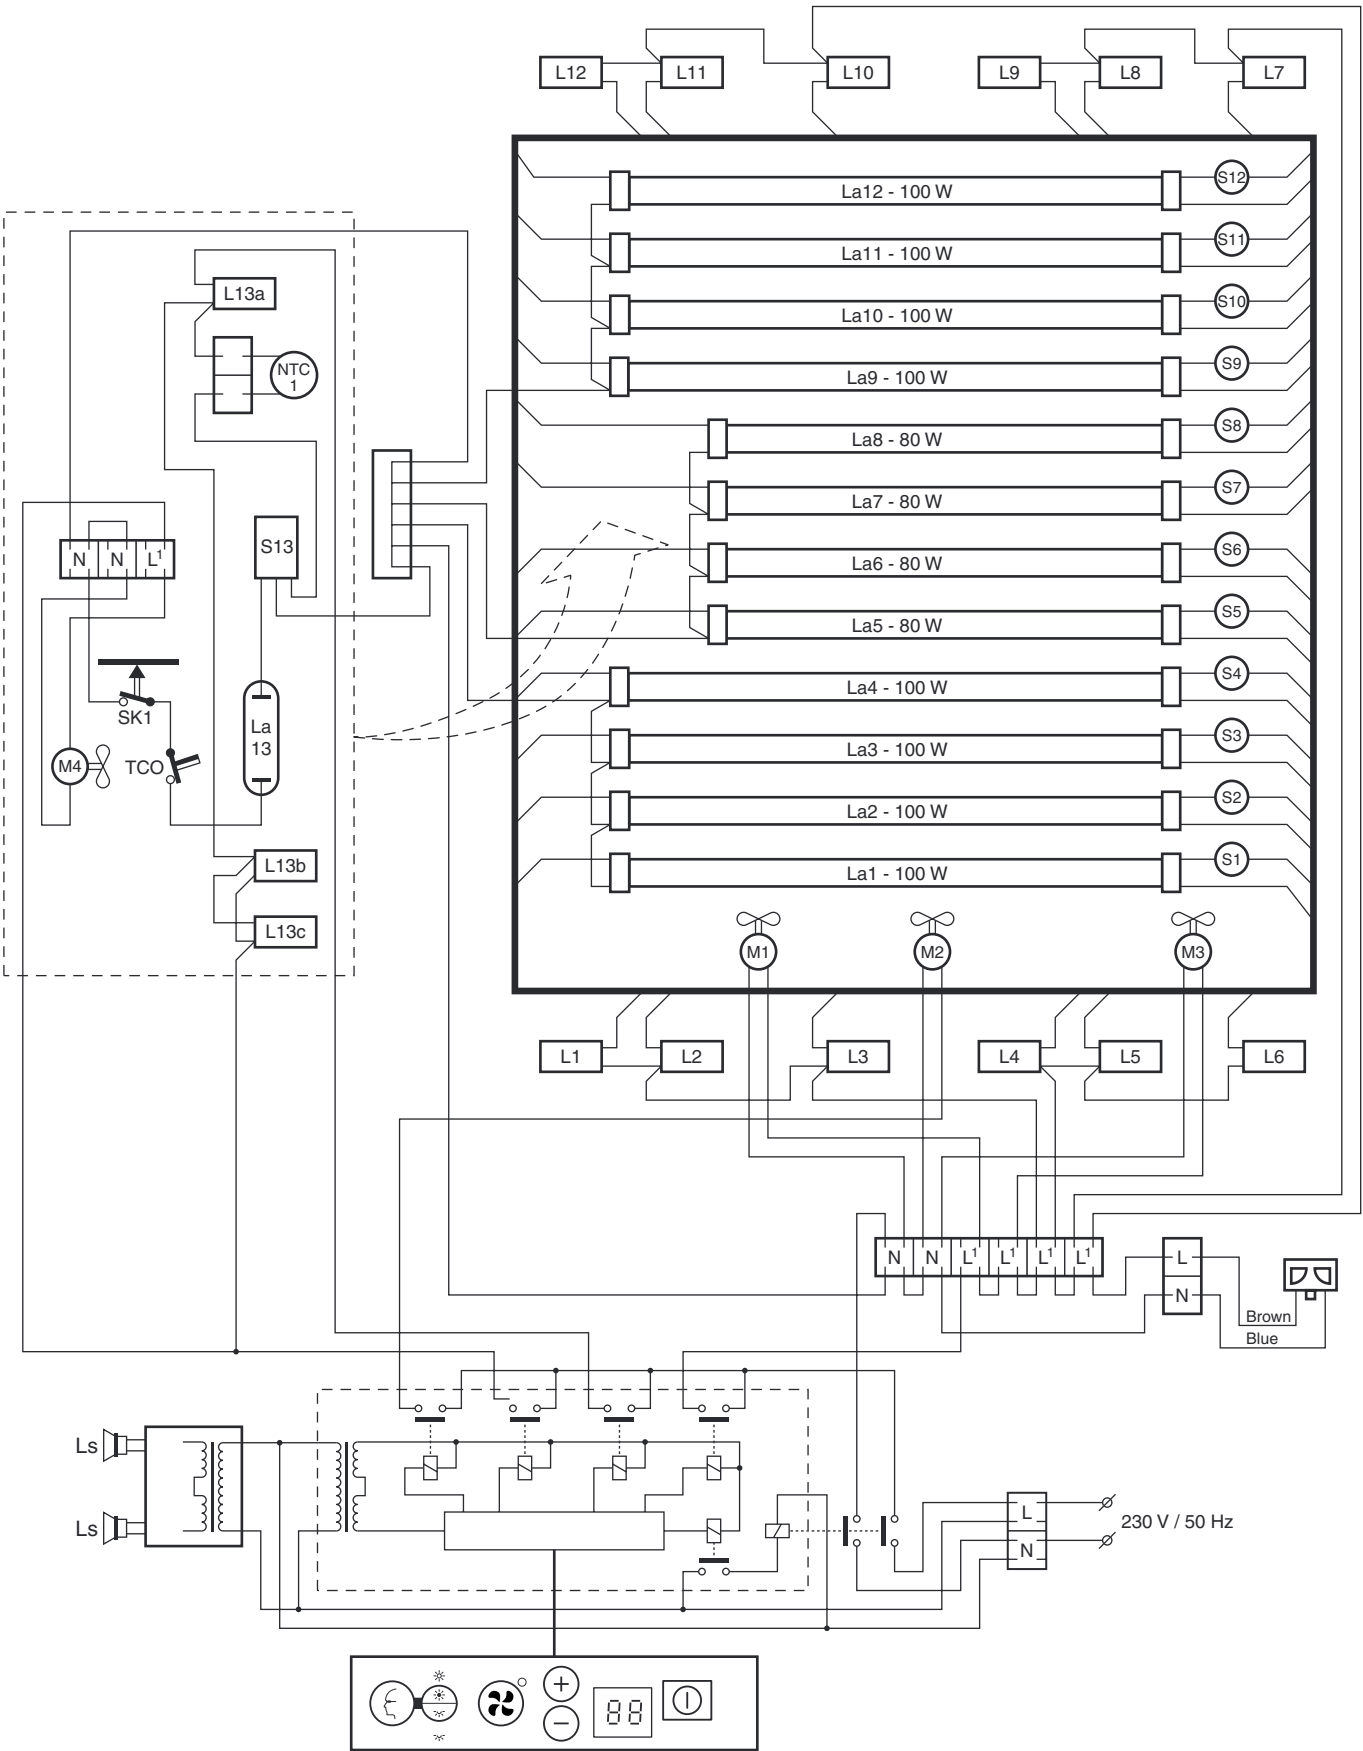 L12 L11 L10 L9 L8 L7
La12 - 100 W S12
La11 - 100 W S11
La10 - 100 W S10
La9 - 100 W S9
La8 - 80 W S8
La7 - 80 W S7
La6 - 80 W S6
La5 - 80 W S5
La4 - 100 W S4
La3 - 100 W S3
La2 - 100 W S2
La1 - 100 W S1
M1 M2 M3
L13a
NTC
1
N N L1
S13
SK1
La
13
M4 TCO
L13b
L13c
L1 L2 L3 L4 L5 L6
N N L1 L1 L1 L1
L
N
Brown
Blue
Ls
Ls
L
N
230 V / 50 Hz
88